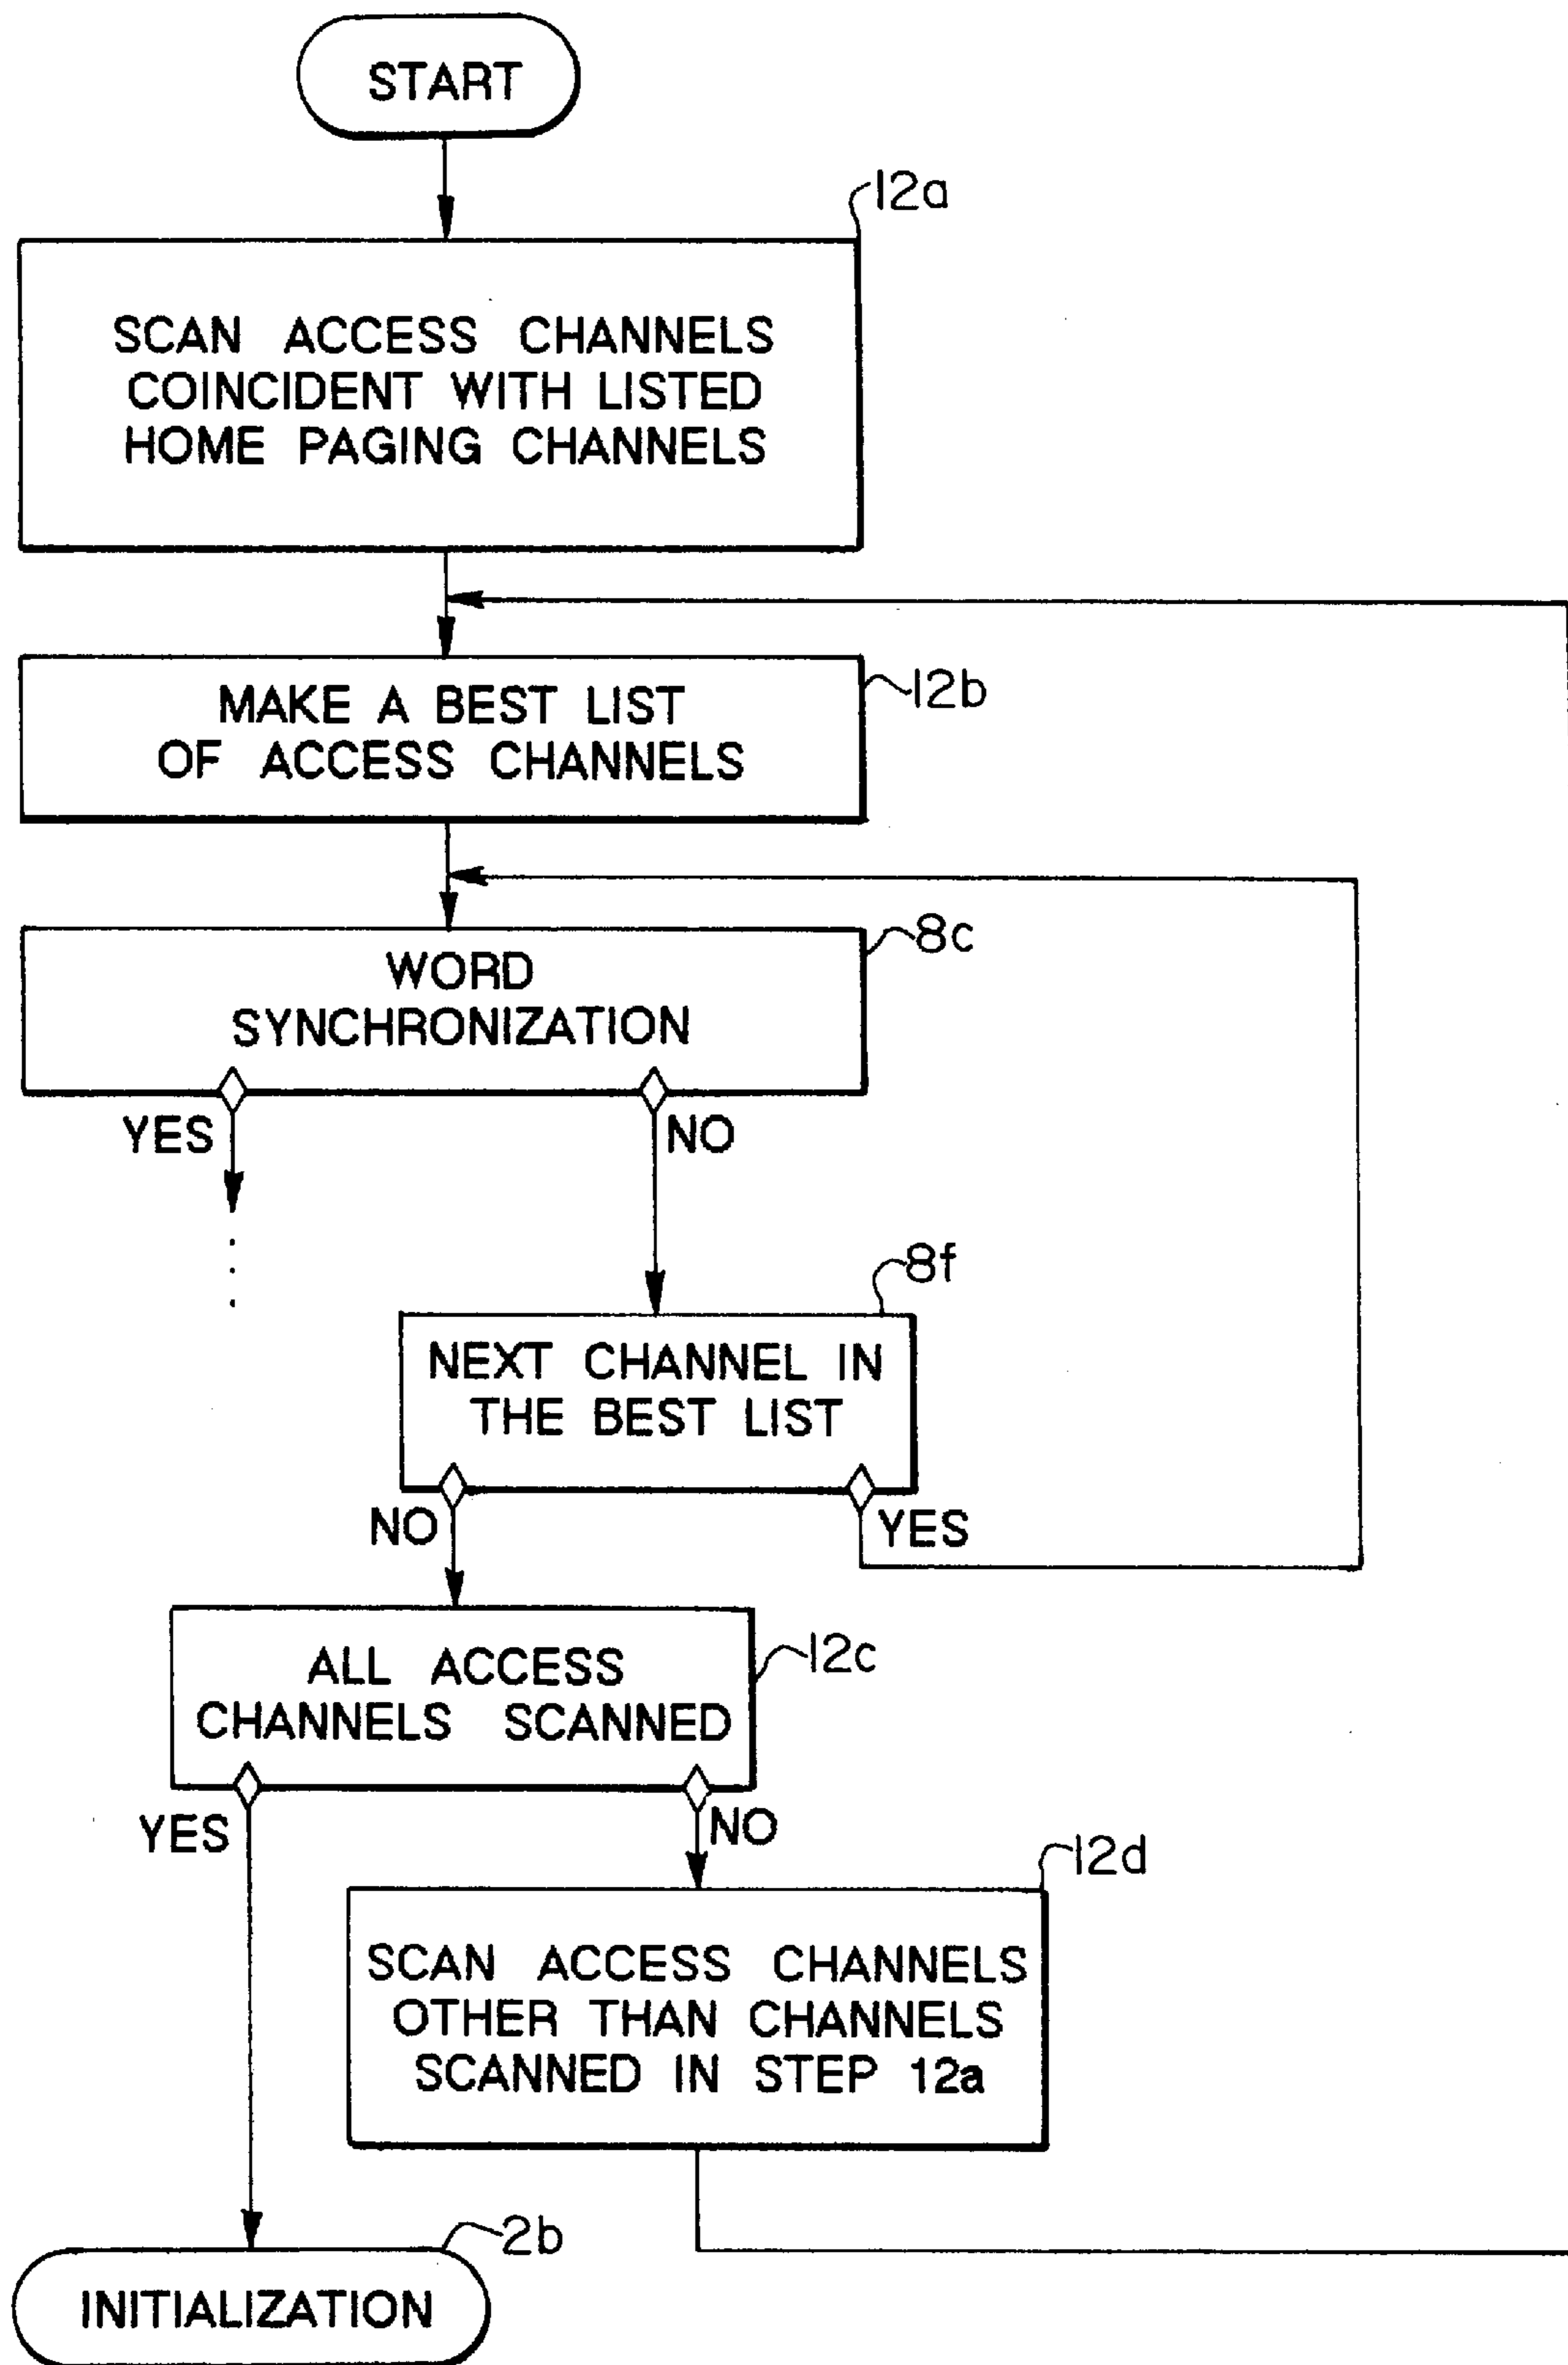 START
12a
SCAN ACCESS CHANNELS
COINCIDENT WITH LISTED
HOME PAGING CHANNELS
12b
MAKE A BEST LIST
OF ACCESS CHANNELS
8c
WORD
SYNCHRONIZATION
YES
NO
8f
NEXT CHANNEL IN
THE BEST LIST
NO
YES
12c
ALL ACCESS
CHANNELS SCANNED
YES
NO
12d
SCAN ACCESS CHANNELS
OTHER THAN CHANNELS
SCANNED IN STEP 12a
2b
INITIALIZATION